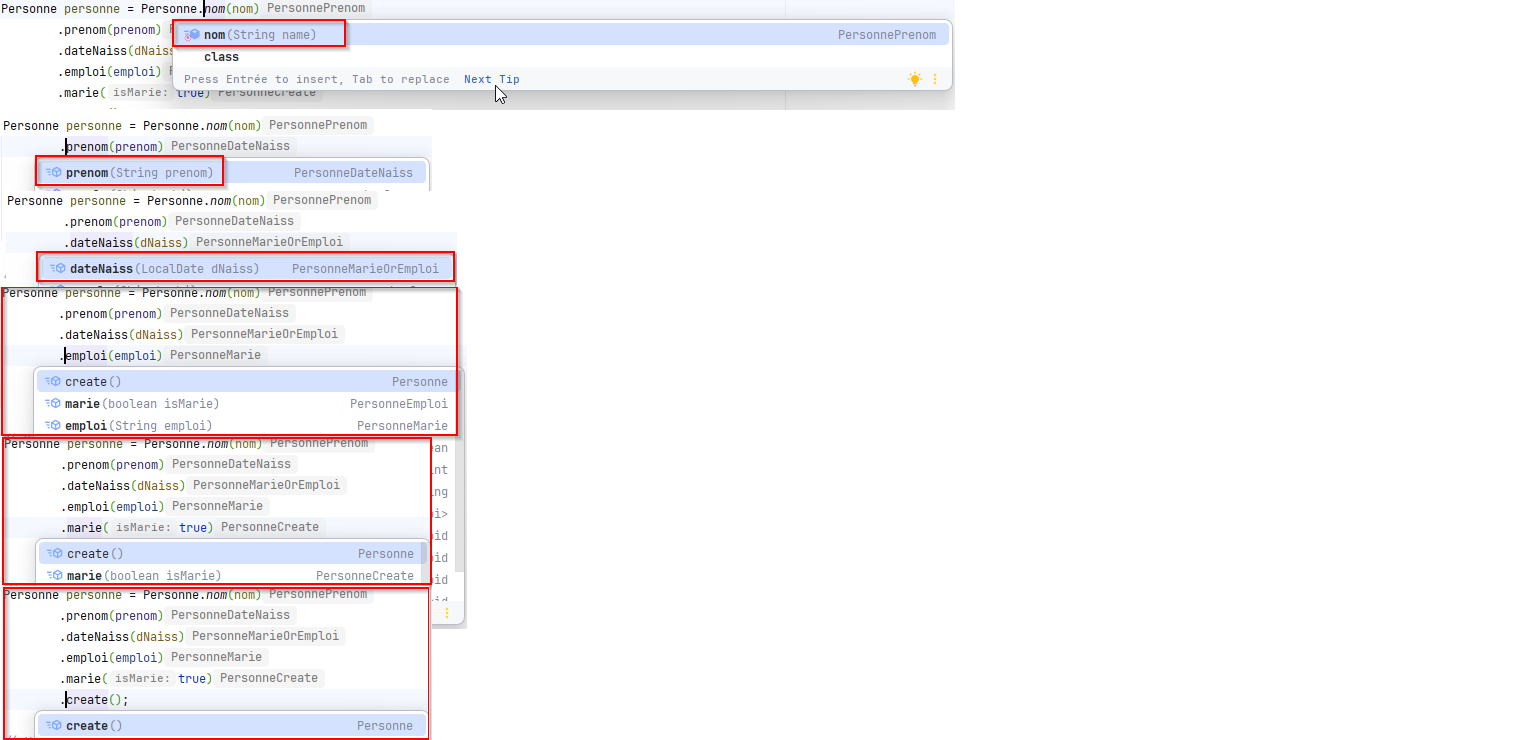 Personne personne = Personne.nom(nom) PersonnePrenom
.prenom(prenom)
nom(String name) PersonnePrenom
.dateNaiss(dNaiss
class
.emploi(emploi)
Press Entrée to insert, Tab to replace Next Tip
.marie( isMarie: true) PersonneCreate
Personne personne = Personne.nom(nom) PersonnePrenom
.prenom(prenom) PersonneDateNaiss
prenom(String prenom) PersonneDateNaiss
Personne personne = Personne.nom(nom) PersonnePrenom
.prenom(prenom) PersonneDateNaiss
.dateNaiss(dNaiss) PersonneMarieOrEmploi
dateNaiss(LocalDate dNaiss) PersonneMarieOrEmploi
Personne personne = Personne.nom(nom) PersonnePrenom
.prenom(prenom) PersonneDateNaiss
.dateNaiss(dNaiss) PersonneMarieOrEmploi
.emploi(emploi) PersonneMarie
create() Personne
marie(boolean isMarie) PersonneEmploi
emploi(String emploi) PersonneMarie
Personne personne = Personne.nom(nom) PersonnePrenom
.prenom(prenom) PersonneDateNaiss
.dateNaiss(dNaiss) PersonneMarieOrEmploi
.emploi(emploi) PersonneMarie
.marie( isMarie: true) PersonneCreate
create() Personne
marie(boolean isMarie) PersonneCreate
Personne personne = Personne.nom(nom) PersonnePrenom
.prenom(prenom) PersonneDateNaiss
.dateNaiss(dNaiss) PersonneMarieOrEmploi
.emploi(emploi) PersonneMarie
.marie( isMarie: true) PersonneCreate
.create();
create() Personne